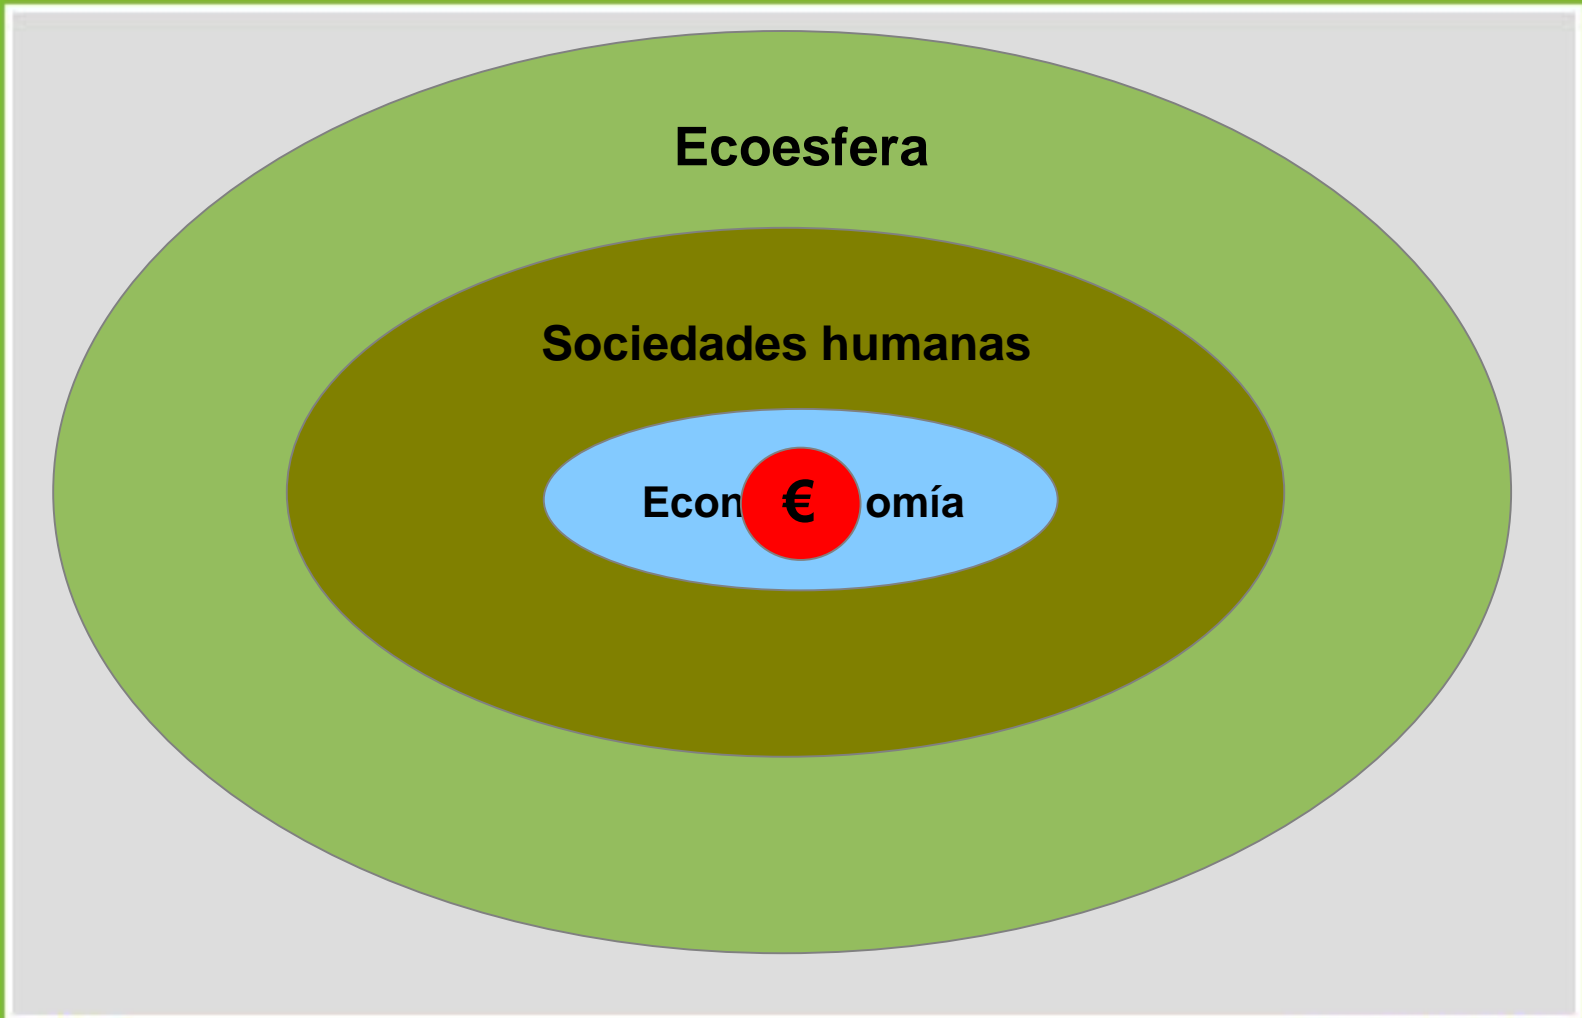 Ecoesfera
Sociedades humanas
Econ € omía